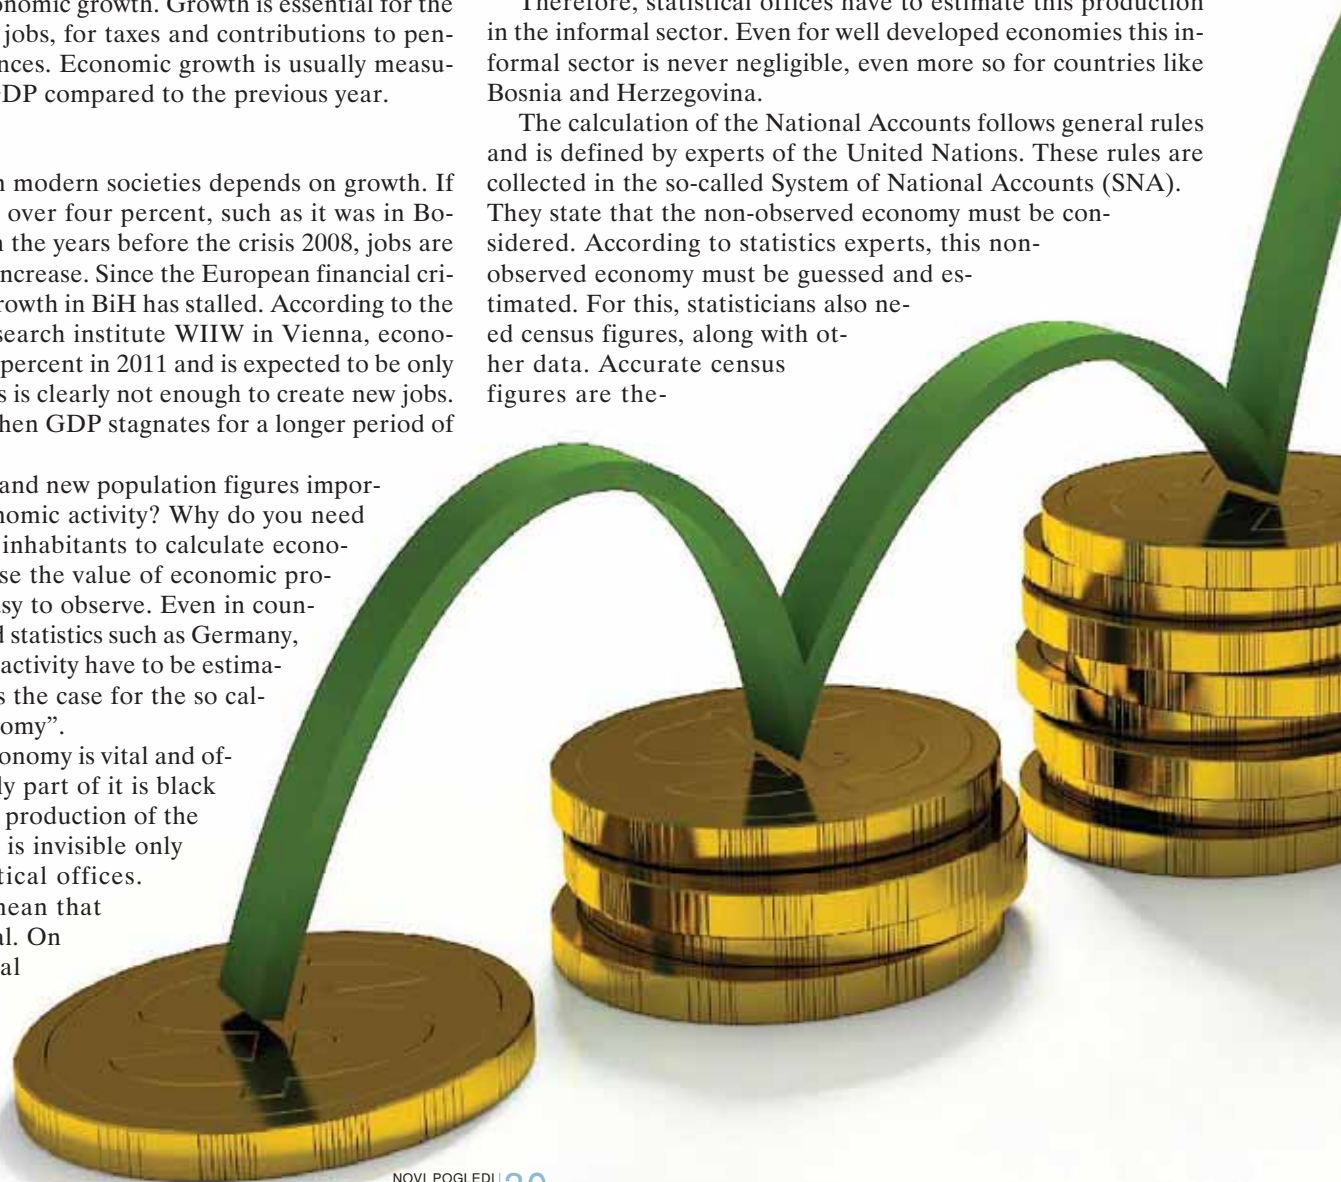 onomic growth. Growth is essential for the
jobs, for taxes and contributions to pen-
nces. Economic growth is usually measu-
DP compared to the previous year.
n modern societies depends on growth. If
over four percent, such as it was in Bo-
n the years before the crisis 2008, jobs are
increase. Since the European financial cri-
rowth in BiH has stalled. According to the
search institute WIIW in Vienna, econo-
percent in 2011 and is expected to be only
s is clearly not enough to create new jobs.
hen GDP stagnates for a longer period of
and new population figures impor-
nomic activity? Why do you need
inhabitants to calculate econo-
se the value of economic pro-
sy to observe. Even in coun-
d statistics such as Germany,
activity have to be estima-
s the case for the so cal-
omy”.
onomy is vital and of-
ly part of it is black
production of the
is invisible only
tical offices.
nean that
al. On
al
Therefore, statistical offices have to estimate this production
in the informal sector. Even for well developed economies this in-
formal sector is never negligible, even more so for countries like
Bosnia and Herzegovina.
The calculation of the National Accounts follows general rules
and is defined by experts of the United Nations. These rules are
collected in the so-called System of National Accounts (SNA).
They state that the non-observed economy must be con-
sidered. According to statistics experts, this non-
observed economy must be guessed and es-
timated. For this, statisticians also ne-
ed census figures, along with ot-
her data. Accurate census
figures are the-
NOVI POGLEDI | 20